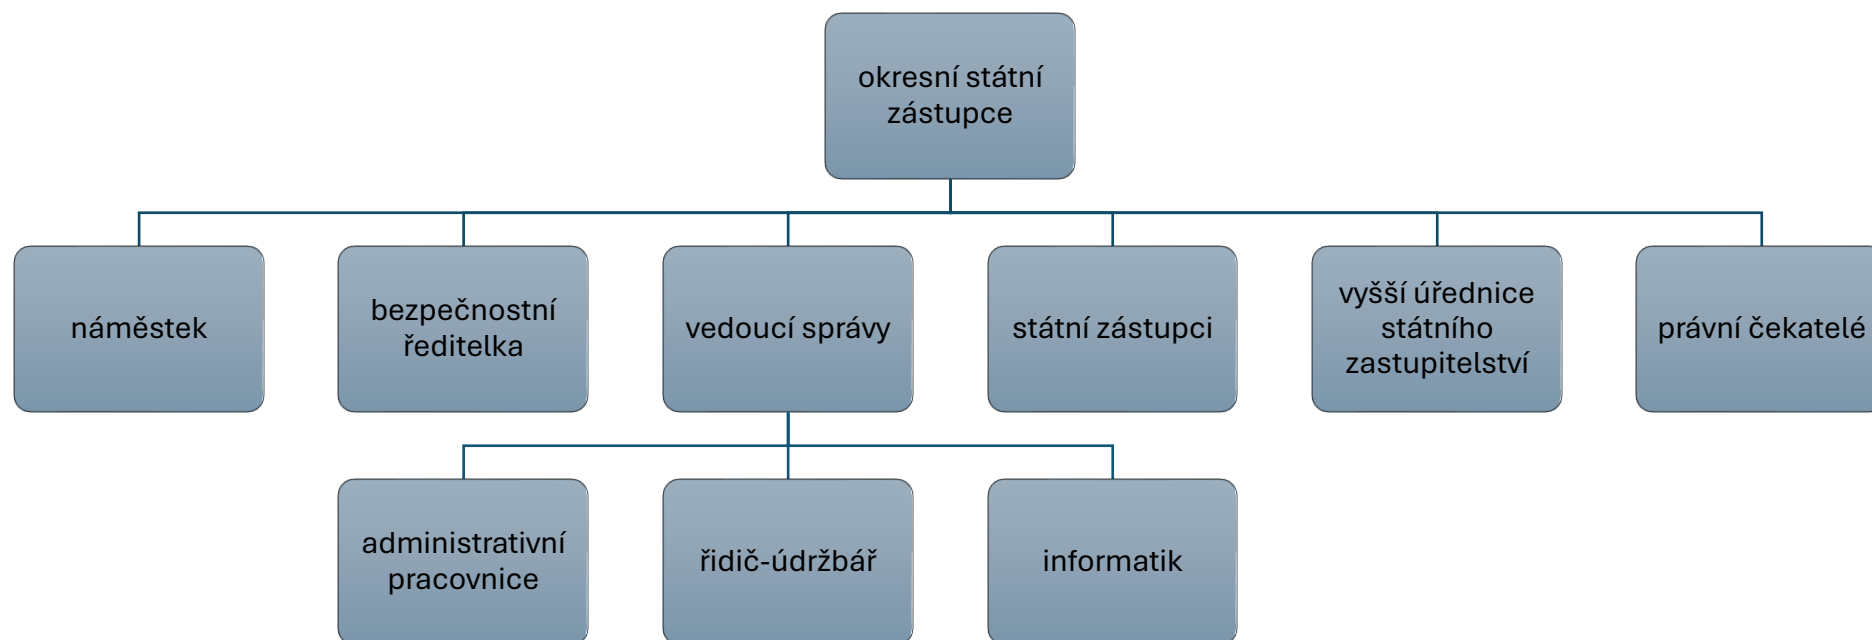 okresní státní
zástupce
náměstek
bezpečnostní
ředitelka
vedoucí správy
státní zástupci
vyšší úřednice
státního
zastupitelství
právní čekatelé
administrativní
pracovnice
řidič-údržbář
informatik